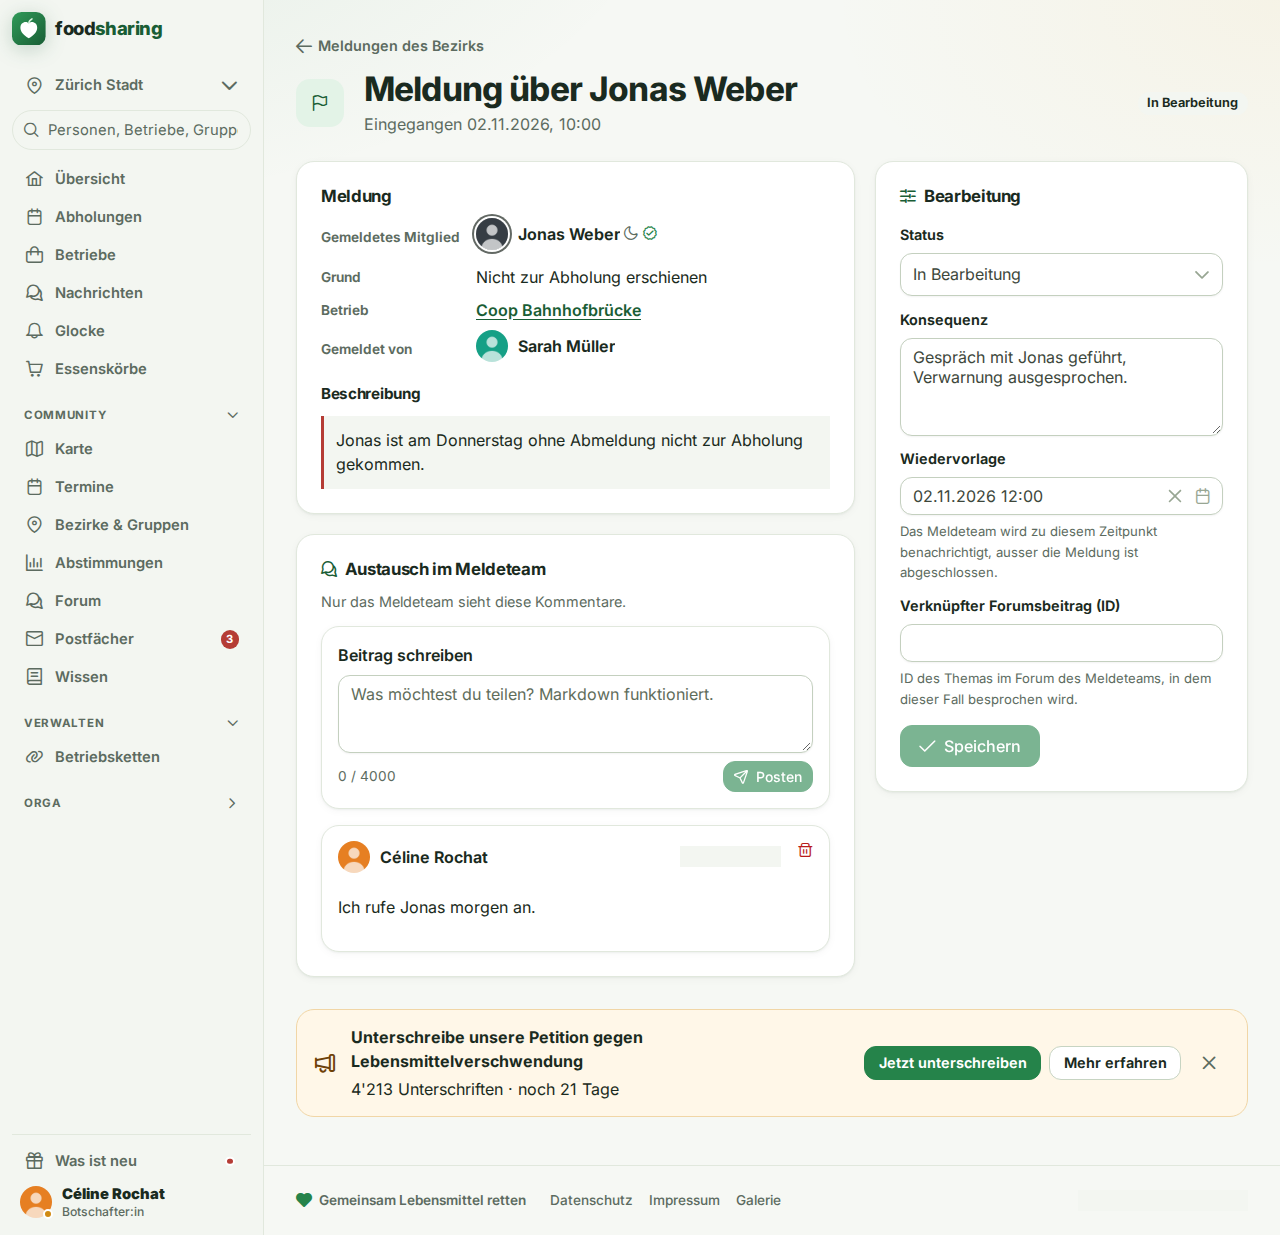 foodsharing
Zürich Stadt
Personen, Betriebe, Grupp
Übersicht
Abholungen
Betriebe
Nachrichten
Glocke
Essenskörbe
COMMUNITY
Karte
Termine
Bezirke & Gruppen
Abstimmungen
Forum
Postfächer
3
Wissen
VERWALTEN
Betriebsketten
ORGA
Was ist neu
Céline Rochat
Botschafter:in
Meldungen des Bezirks
Meldung über Jonas Weber
Eingegangen 02.11.2026, 10:00
In Bearbeitung
Meldung
Gemeldetes Mitglied
Jonas Weber
Grund
Nicht zur Abholung erschienen
Betrieb
Coop Bahnhofbrücke
Gemeldet von
Sarah Müller
Beschreibung
Jonas ist am Donnerstag ohne Abmeldung nicht zur Abholung
gekommen.
Austausch im Meldeteam
Nur das Meldeteam sieht diese Kommentare.
Beitrag schreiben
Was möchtest du teilen? Markdown funktioniert.
0 / 4000
Posten
Céline Rochat
Ich rufe Jonas morgen an.
Bearbeitung
Status
In Bearbeitung
Konsequenz
Gespräch mit Jonas geführt,
Verwarnung ausgesprochen.
Wiedervorlage
02.11.2026 12:00
Das Meldeteam wird zu diesem Zeitpunkt
benachrichtigt, ausser die Meldung ist
abgeschlossen.
Verknüpfter Forumsbeitrag (ID)
ID des Themas im Forum des Meldeteams, in dem
dieser Fall besprochen wird.
Speichern
Unterschreibe unsere Petition gegen
Lebensmittelverschwendung
4'213 Unterschriften · noch 21 Tage
Jetzt unterschreiben
Mehr erfahren
Gemeinsam Lebensmittel retten
Datenschutz
Impressum
Galerie